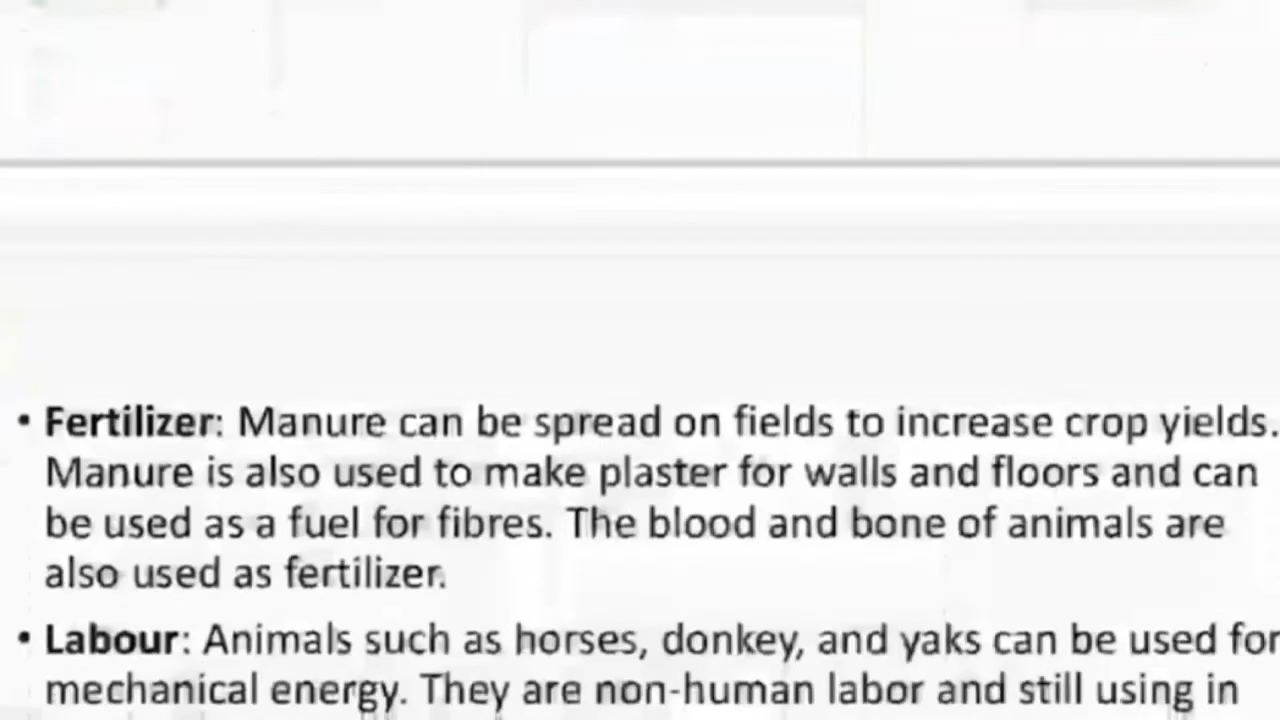 • Fertilizer: Manure can be spread on fields to increase crop yields.
Manure is also used to make plaster for walls and floors and can
be used as a fuel for fibres. The blood and bone of animals are
also used as fertilizer.
• Labour: Animals such as horses, donkey, and yaks can be used for
mechanical energy. They are non-human labor and still using in